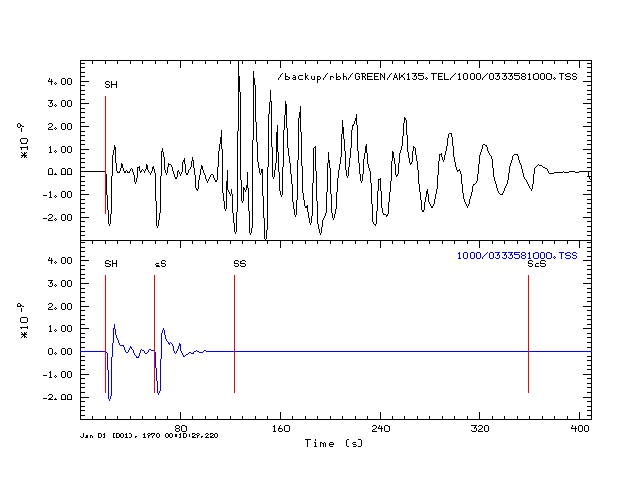 /backup/rbh/GREEN/AK135.TEL/1000/0333581000.TSS
SH
4.00
3.00
2.00
1.00
0.00
-1.00
-2.00
*10 -9
1000/0333581000.TSS
SH sS SS ScS
4.00
3.00
2.00
1.00
0.00
-1.00
-2.00
*10 -9
80 160 240 320 400
Jan 01 (001), 1970 00:10:29.220
Time (s)